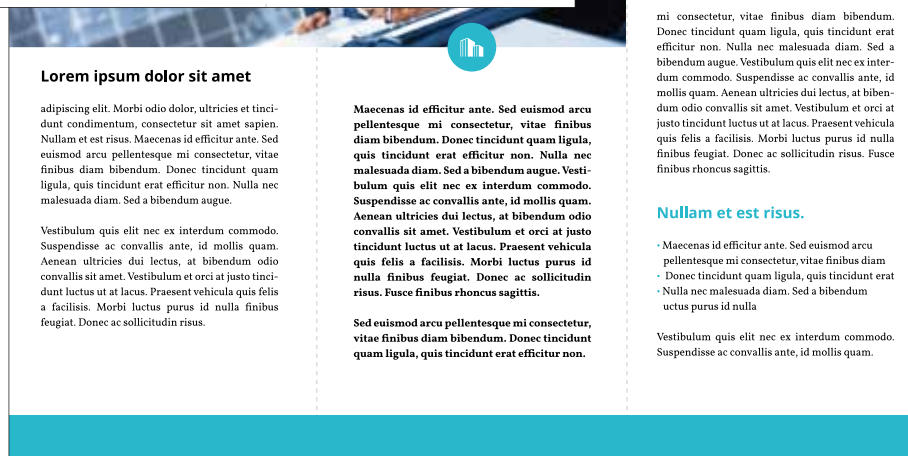 Lorem ipsum dolor sit amet
adipiscing elit. Morbi odio dolor, ultricies et tinci-
dunt condimentum, consectetur sit amet sapien.
Nullam et est risus. Maecenas id efficitur ante. Sed
euismod arcu pellentesque mi consectetur, vitae
finibus diam bibendum. Donec tincidunt quam
ligula, quis tincidunt erat efficitur non. Nulla nec
malesuada diam. Sed a bibendum augue.
Vestibulum quis elit nec ex interdum commodo.
Suspendisse ac convallis ante, id mollis quam.
Aenean ultricies dui lectus, at bibendum odio
convallis sit amet. Vestibulum et orci at justo tinci-
dunt luctus ut at lacus. Praesent vehicula quis felis
a facilisis. Morbi luctus purus id nulla finibus
feugiat. Donec ac sollicitudin risus.
Maecenas id efficitur ante. Sed euismod arcu
pellentesque mi consectetur, vitae finibus
diam bibendum. Donec tincidunt quam ligula,
quis tincidunt erat efficitur non. Nulla nec
malesuada diam. Sed a bibendum augue. Vesti-
bulum quis elit nec ex interdum commodo.
Suspendisse ac convallis ante, id mollis quam.
Aenean ultricies dui lectus, at bibendum odio
convallis sit amet. Vestibulum et orci at justo
tincidunt luctus ut at lacus. Praesent vehicula
quis felis a facilisis. Morbi luctus purus id
nulla finibus feugiat. Donec ac sollicitudin
risus. Fusce finibus rhoncus sagittis.
Sed euismod arcu pellentesque mi consectetur,
vitae finibus diam bibendum. Donec tincidunt
quam ligula, quis tincidunt erat efficitur non.
mi consectetur, vitae finibus diam bibendum.
Donec tincidunt quam ligula, quis tincidunt erat
efficitur non. Nulla nec malesuada diam. Sed a
bibendum augue. Vestibulum quis elit nec ex inter-
dum commodo. Suspendisse ac convallis ante, id
mollis quam. Aenean ultricies dui lectus, at biben-
dum odio convallis sit amet. Vestibulum et orci at
justo tincidunt luctus ut at lacus. Praesent vehicula
quis felis a facilisis. Morbi luctus purus id nulla
finibus feugiat. Donec ac sollicitudin risus. Fusce
finibus rhoncus sagittis.
Nullam et est risus.
• Maecenas id efficitur ante. Sed euismod arcu
pellentesque mi consectetur, vitae finibus diam
• Donec tincidunt quam ligula, quis tincidunt erat
• Nulla nec malesuada diam. Sed a bibendum
uctus purus id nulla
Vestibulum quis elit nec ex interdum commodo.
Suspendisse ac convallis ante, id mollis quam.